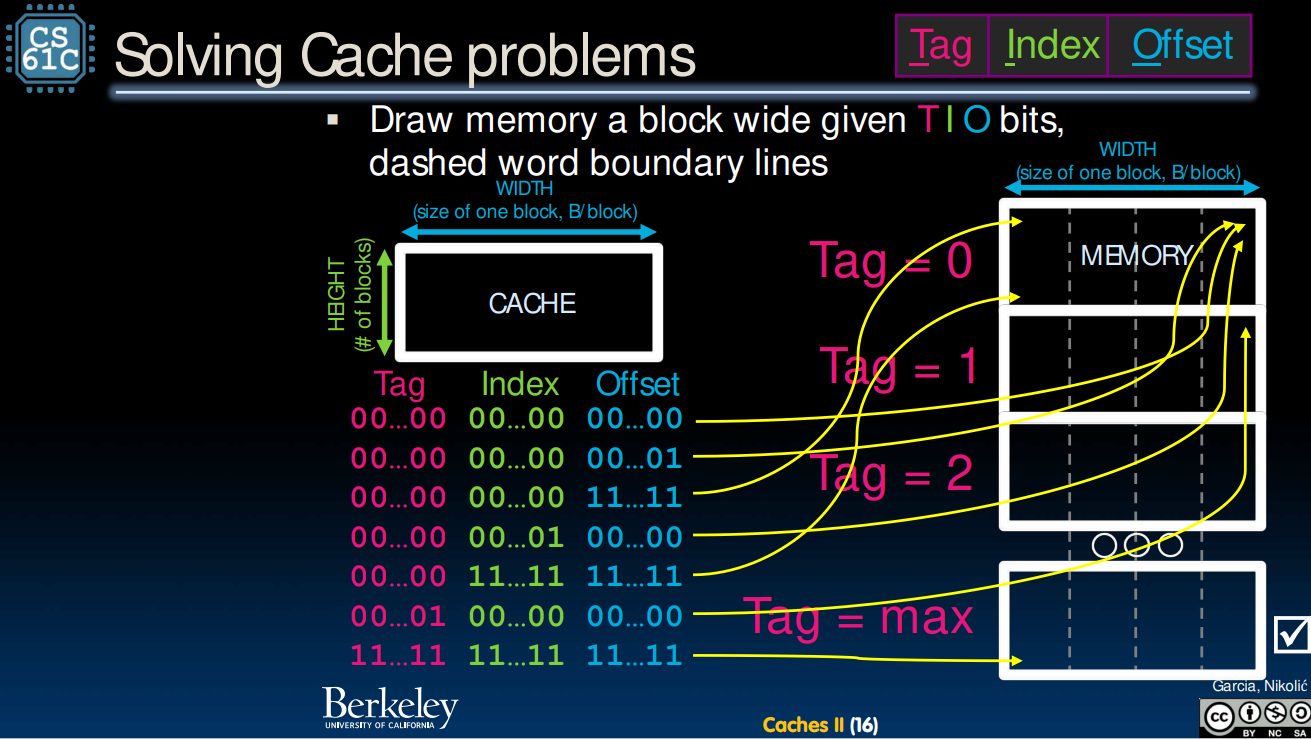 CS
61C
Solving Cache problems
Tag Index Offset
▪ Draw memory a block wide given T I O bits,
dashed word boundary lines
WIDTH
(size of one block, B/block)
WIDTH
(size of one block, B/block)
HEIGHT
(# of blocks)
CACHE
MEMORY
Tag = 0
Tag = 1
Tag = 2
Tag = max
Tag Index Offset
00...00 00...00 00...00
00...00 00...00 00...01
00...00 00...00 11...11
00...00 00...01 00...00
00...00 11...11 11...11
00...01 00...00 00...00
11...11 11...11 11...11
Berkeley
UNIVERSITY OF CALIFORNIA
Caches II (16)
Garcia, Nikolić
cc
BY NC SA